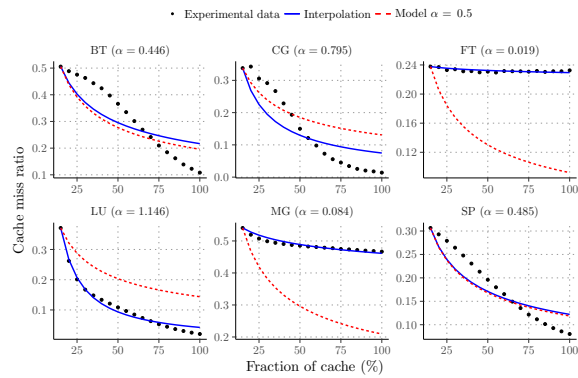 Experimental data Interpolation Model α = 0.5
BT (α = 0.446) CG (α = 0.795) FT (α = 0.019)
0.5
0.4
0.3
0.2
0.1
25 50 75 100
0.3
0.2
0.1
0.0
25 50 75 100
0.24
0.20
0.16
0.12
25 50 75 100
Cache miss ratio
LU (α = 1.146) MG (α = 0.084) SP (α = 0.485)
0.3
0.2
0.1
25 50 75 100
0.5
0.4
0.3
0.2
25 50 75 100
0.30
0.25
0.20
0.15
0.10
25 50 75 100
Fraction of cache (%)